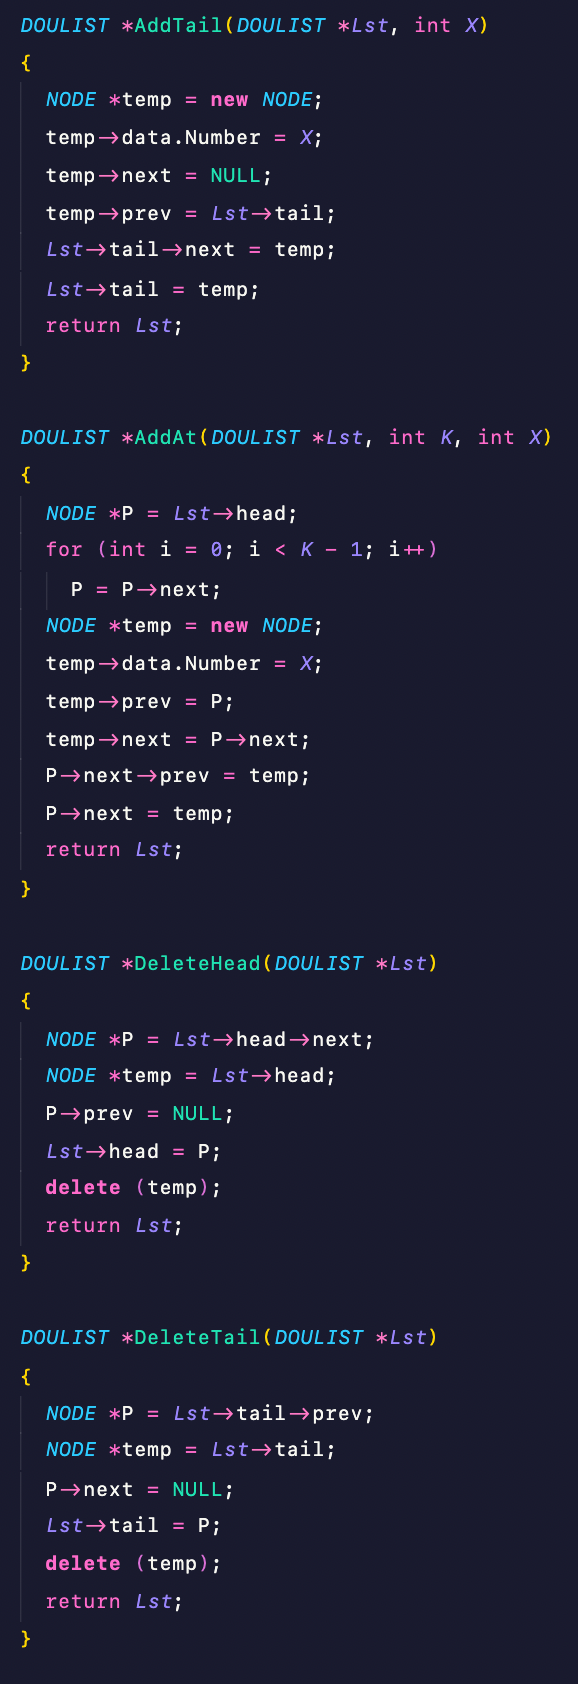 DOULIST *AddTail(DOULIST *Lst, int X)
{
  NODE *temp = new NODE;
  temp->data.Number = X;
  temp->next = NULL;
  temp->prev = Lst->tail;
  Lst->tail->next = temp;
  Lst->tail = temp;
  return Lst;
}

DOULIST *AddAt(DOULIST *Lst, int K, int X)
{
  NODE *P = Lst->head;
  for (int i = 0; i < K - 1; i++)
    P = P->next;
  NODE *temp = new NODE;
  temp->data.Number = X;
  temp->prev = P;
  temp->next = P->next;
  P->next->prev = temp;
  P->next = temp;
  return Lst;
}

DOULIST *DeleteHead(DOULIST *Lst)
{
  NODE *P = Lst->head->next;
  NODE *temp = Lst->head;
  P->prev = NULL;
  Lst->head = P;
  delete (temp);
  return Lst;
}

DOULIST *DeleteTail(DOULIST *Lst)
{
  NODE *P = Lst->tail->prev;
  NODE *temp = Lst->tail;
  P->next = NULL;
  Lst->tail = P;
  delete (temp);
  return Lst;
}